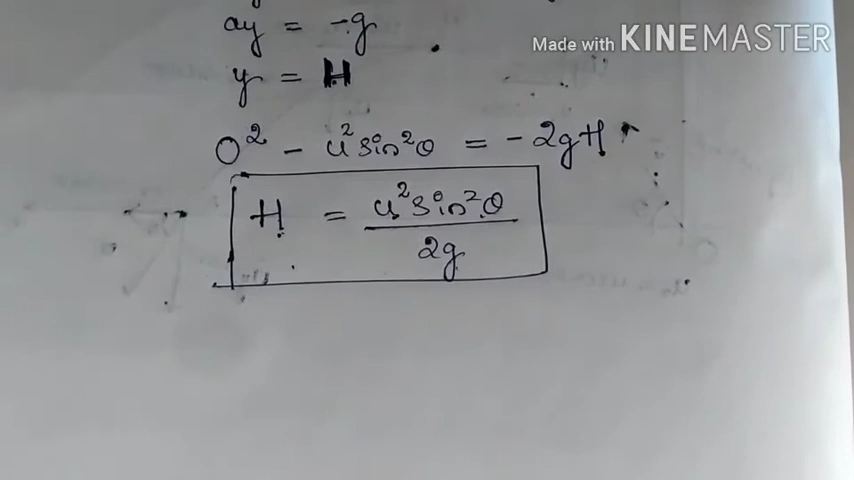 ay = -g
Made with KINEMASTER
y = H
0² - u²sin²θ = -2gH
H = u²sin²θ / 2g